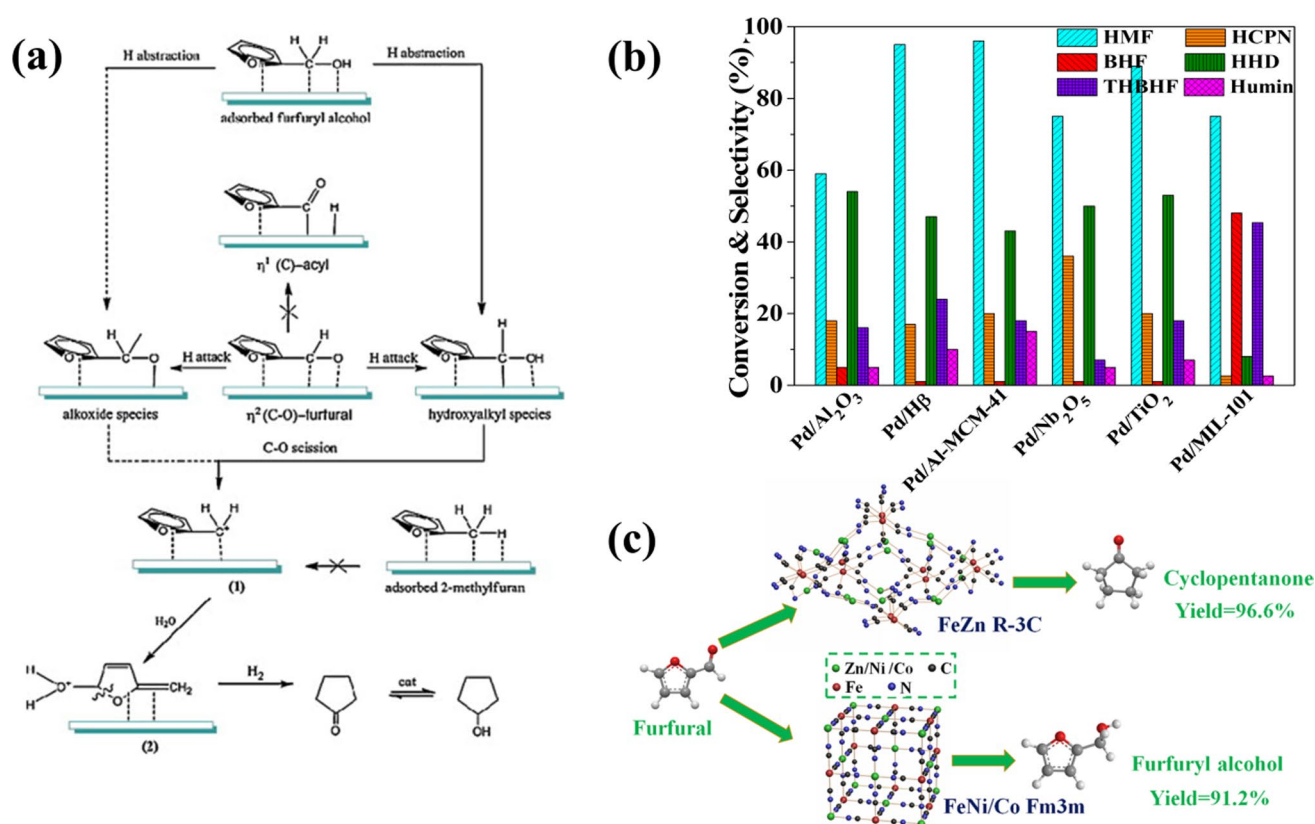 (a)
H abstraction
H abstraction
H H
O C OH
adsorbed furfuryl alcohol
O
O C H
η¹ (C)–acyl
H
O C O
alkoxide species
H attack
H
O C O
η²(C-O)–furfural
H attack
H
O C OH
H
hydroxyalkyl species
C-O scission
H H
O C•
(1)
H
H H
O C H
adsorbed 2-methylfuran
H₂O
H
O⁺
H
O
CH₂
(2)
H₂
O
cat
OH
(b)
Conversion & Selectivity (%)
100
80
60
40
20
0
HMF HCPN
BHF HHD
THBHF Humin
Pd/Al₂O₃
Pd/Hβ
Pd/Al-MCM-41
Pd/Nb₂O₅
Pd/TiO₂
Pd/MIL-101
(c)
FeZn R-3C
Cyclopentanone
Yield=96.6%
Zn/Ni/Co C
Fe N
Furfural
FeNi/Co Fm3m
Furfuryl alcohol
Yield=91.2%